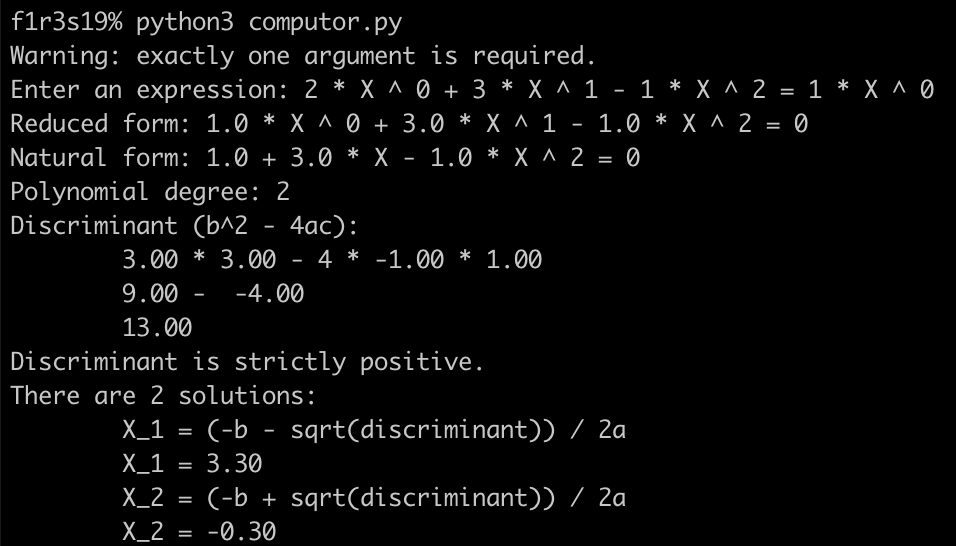 f1r3s19% python3 computor.py
Warning: exactly one argument is required.
Enter an expression: 2 * X ^ 0 + 3 * X ^ 1 - 1 * X ^ 2 = 1 * X ^ 0
Reduced form: 1.0 * X ^ 0 + 3.0 * X ^ 1 - 1.0 * X ^ 2 = 0
Natural form: 1.0 + 3.0 * X - 1.0 * X ^ 2 = 0
Polynomial degree: 2
Discriminant (b^2 - 4ac):
        3.00 * 3.00 - 4 * -1.00 * 1.00
        9.00 -  -4.00
        13.00
Discriminant is strictly positive.
There are 2 solutions:
        X_1 = (-b - sqrt(discriminant)) / 2a
        X_1 = 3.30
        X_2 = (-b + sqrt(discriminant)) / 2a
        X_2 = -0.30